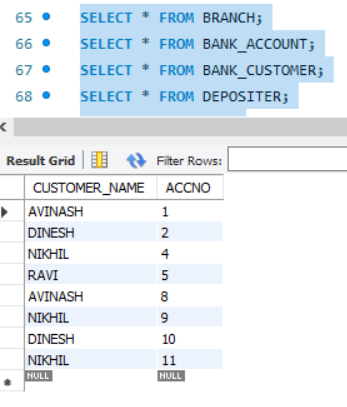 65 SELECT * FROM BRANCH;
66 SELECT * FROM BANK_ACCOUNT;
67 SELECT * FROM BANK_CUSTOMER;
68 SELECT * FROM DEPOSITER;
Result Grid Filter Rows:
CUSTOMER_NAME ACCNO
AVINASH 1
DINESH 2
NIKHIL 4
RAVI 5
AVINASH 8
NIKHIL 9
DINESH 10
NIKHIL 11
NULL NULL